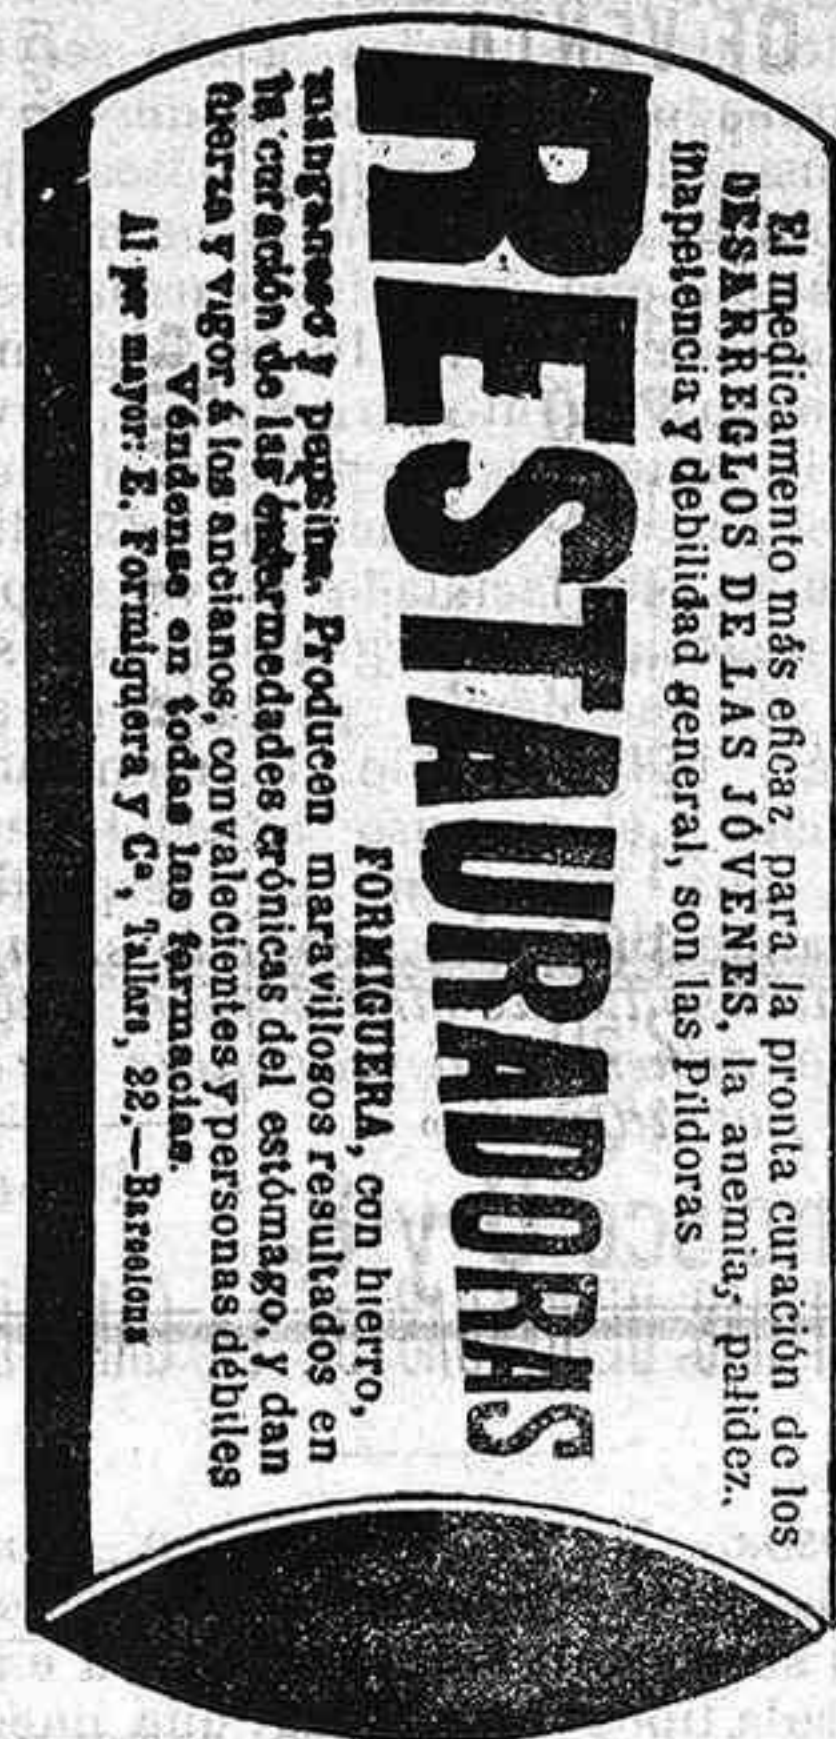 El medicamento más eficaz para la pronta curación de los
DESARREGLOS DE LAS JÓVENES, la anemia, palidez,
inapetencia y debilidad general, son las Píldoras
RESTAURADORAS
FORMIGUERA, con hierro,
manganeso y pepsina. Producen maravillosos resultados en
la curación de las enfermedades crónicas del estómago, y dan
fuerza y vigor á los ancianos, convalecientes y personas débiles
Véndense en todas las farmacias.
Al por mayor: E. Formiguera y Cª, Tallers, 22.—Barcelona